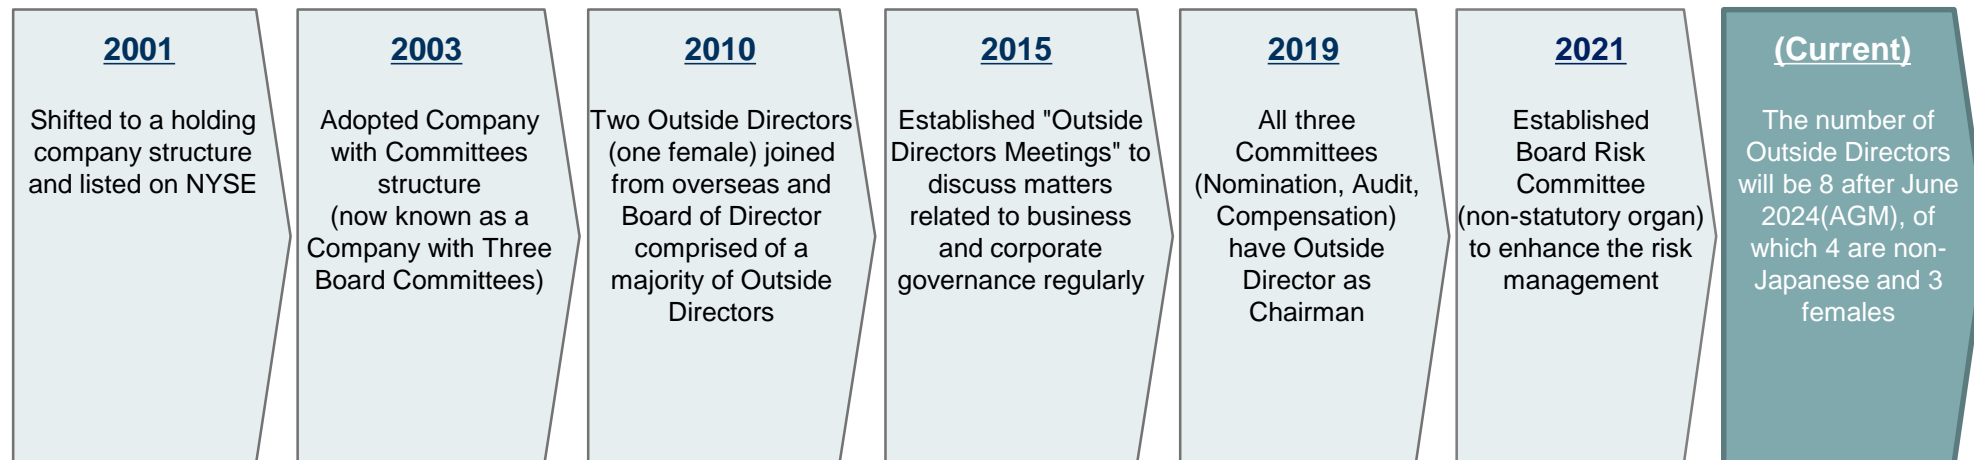 2001
Shifted to a holding
company structure
and listed on NYSE
2003
Adopted Company
with Committees
structure
(now known as a
Company with Three
Board Committees)
2010
Two Outside Directors
(one female) joined
from overseas and
Board of Director
comprised of a
majority of Outside
Directors
2015
Established "Outside
Directors Meetings" to
discuss matters
related to business
and corporate
governance regularly
2019
All three
Committees
(Nomination, Audit,
Compensation)
have Outside
Director as
Chairman
2021
Established
Board Risk
Committee
(non-statutory organ)
to enhance the risk
management
(Current)
The number of
Outside Directors
will be 8 after June
2024(AGM), of
which 4 are non-
Japanese and 3
females